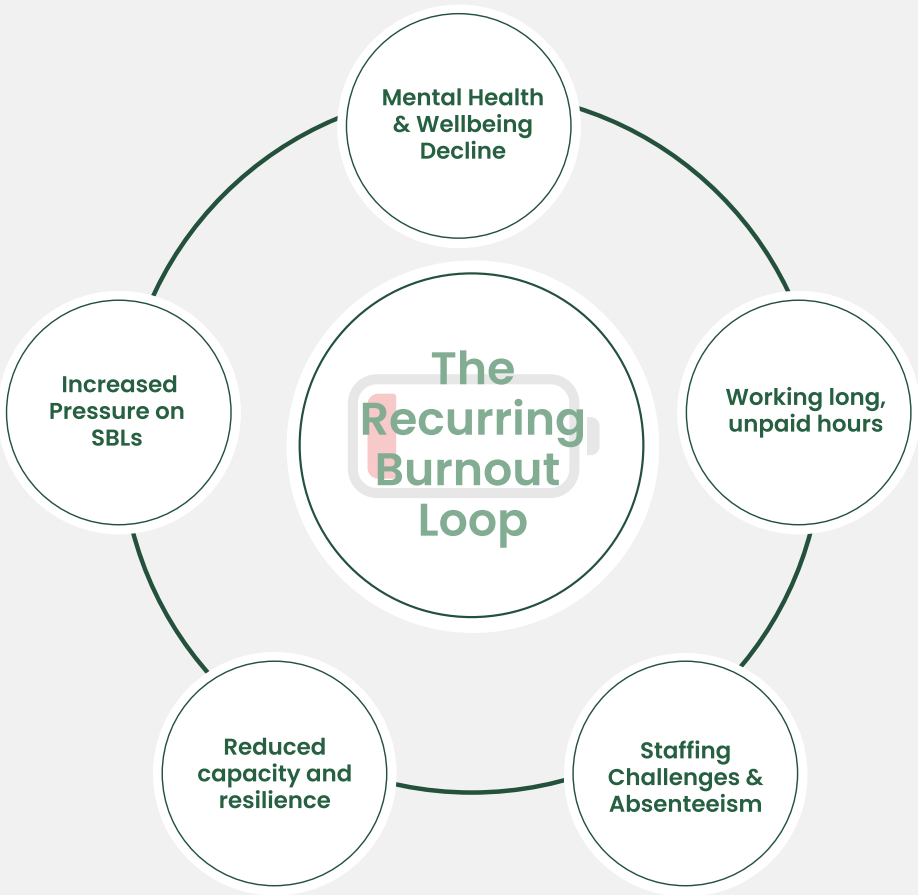 Mental Health
& Wellbeing
Decline
Increased
Pressure on
SBLs
The
Recurring
Burnout
Loop
Working long,
unpaid hours
Reduced
capacity and
resilience
Staffing
Challenges &
Absenteeism